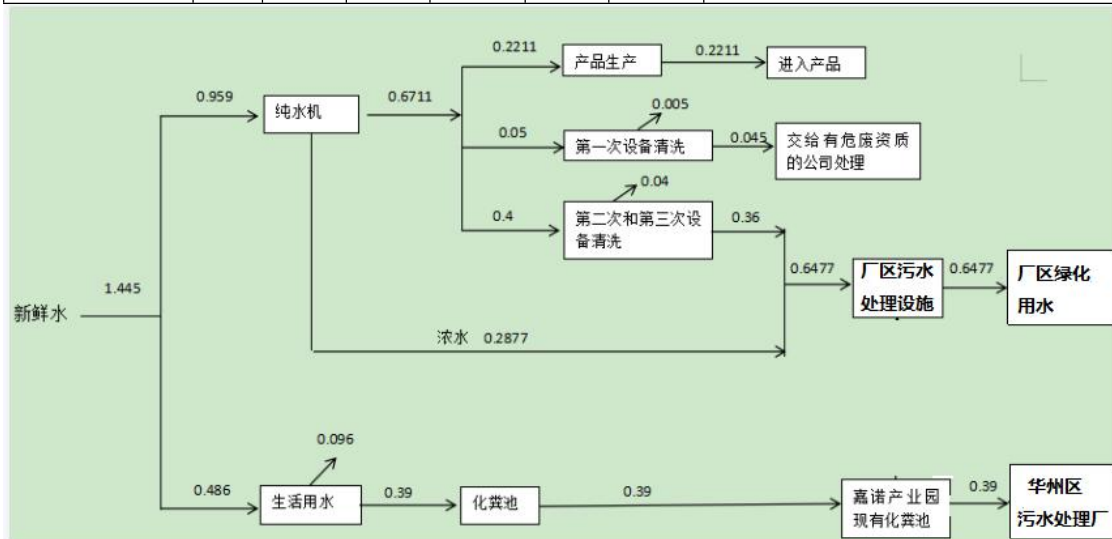 0.2211
产品生产
0.2211
进入产品
0.959
纯水机
0.6711
0.005
0.05
第一次设备清洗
0.045
交给有危废资质
的公司处理
0.04
0.4
第二次和第三次设
备清洗
0.36
0.6477
厂区污水
处理设施
0.6477
厂区绿化
用水
1.445
新鲜水
浓水 0.2877
0.096
0.486
生活用水
0.39
化粪池
0.39
嘉诺产业园
现有化粪池
0.39
华州区
污水处理厂